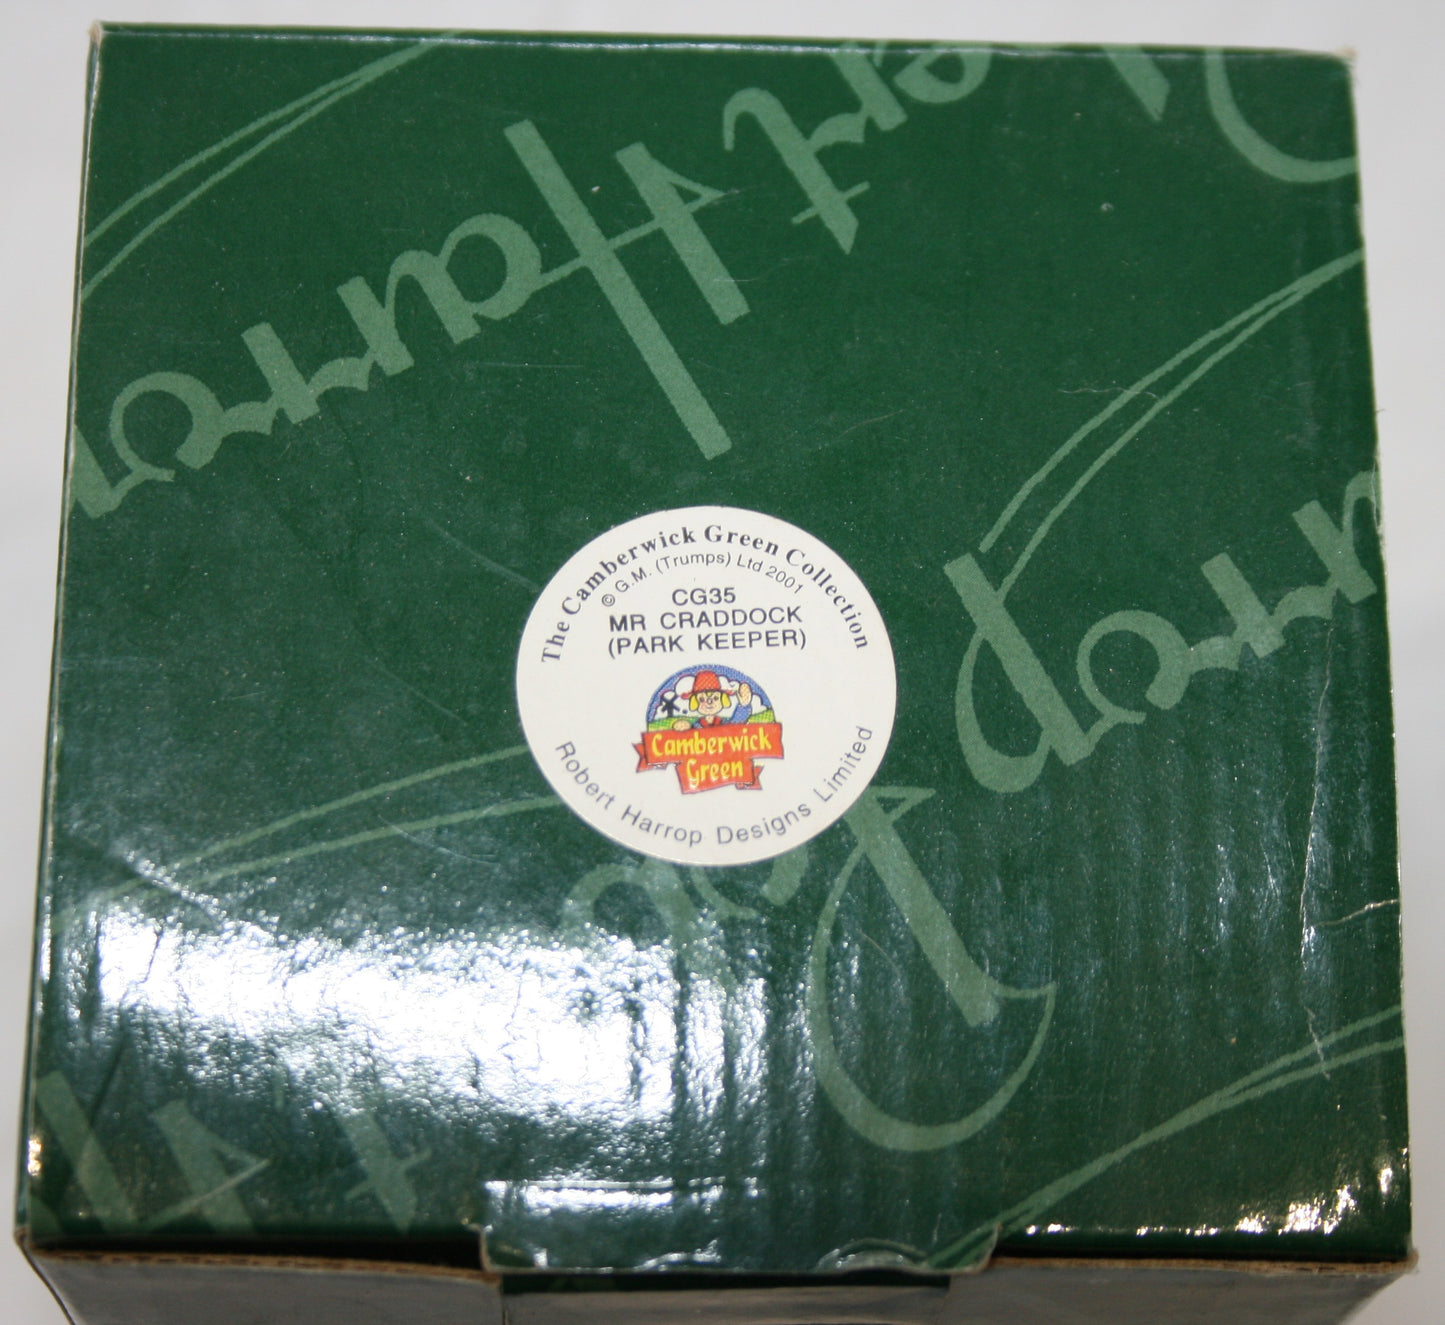 The Camberwick Green Collection
© G.M. (Trumps) Ltd 2001
CG35
MR CRADDOCK
(PARK KEEPER)
Camberwick
Green
Robert Harrop Designs Limited